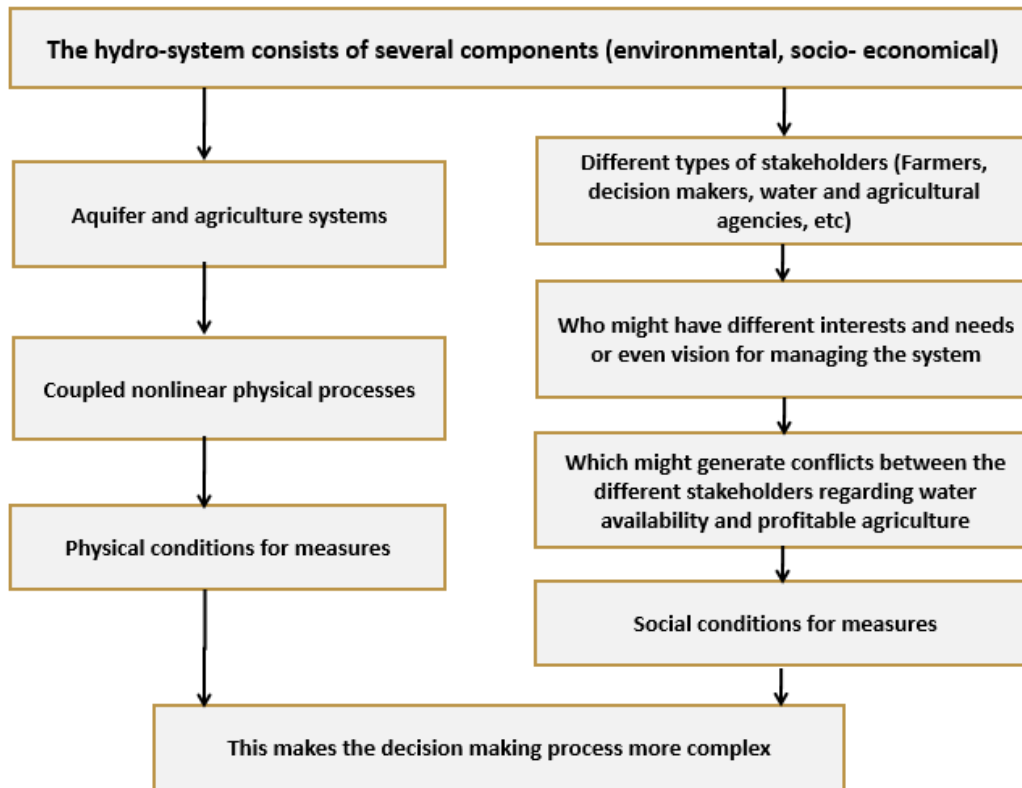 The hydro-system consists of several components (environmental, socio- economical)
Aquifer and agriculture systems
Coupled nonlinear physical processes
Physical conditions for measures
Different types of stakeholders (Farmers,
decision makers, water and agricultural
agencies, etc)
Who might have different interests and needs
or even vision for managing the system
Which might generate conflicts between the
different stakeholders regarding water
availability and profitable agriculture
Social conditions for measures
This makes the decision making process more complex